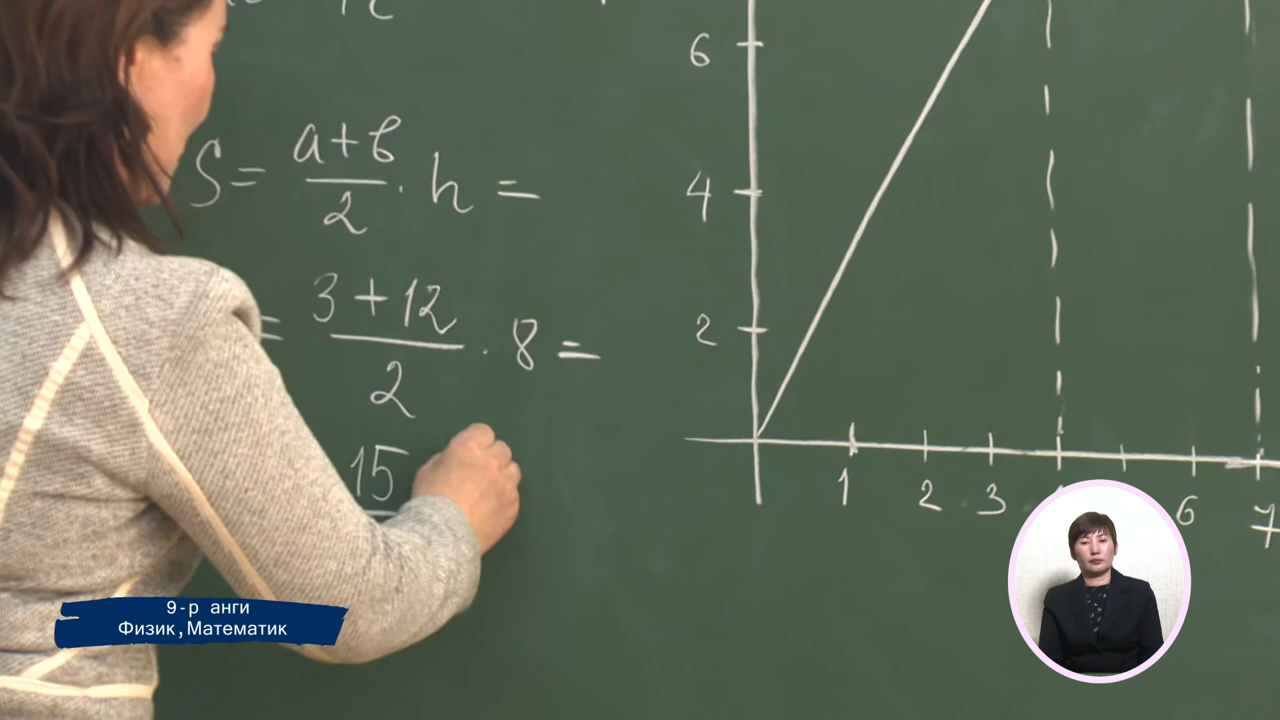 S = a+b/2 · h =
= 3+12/2 · 8 =
15
6
4
2
1 2 3 6 7
9-р анги
Физик, Математик